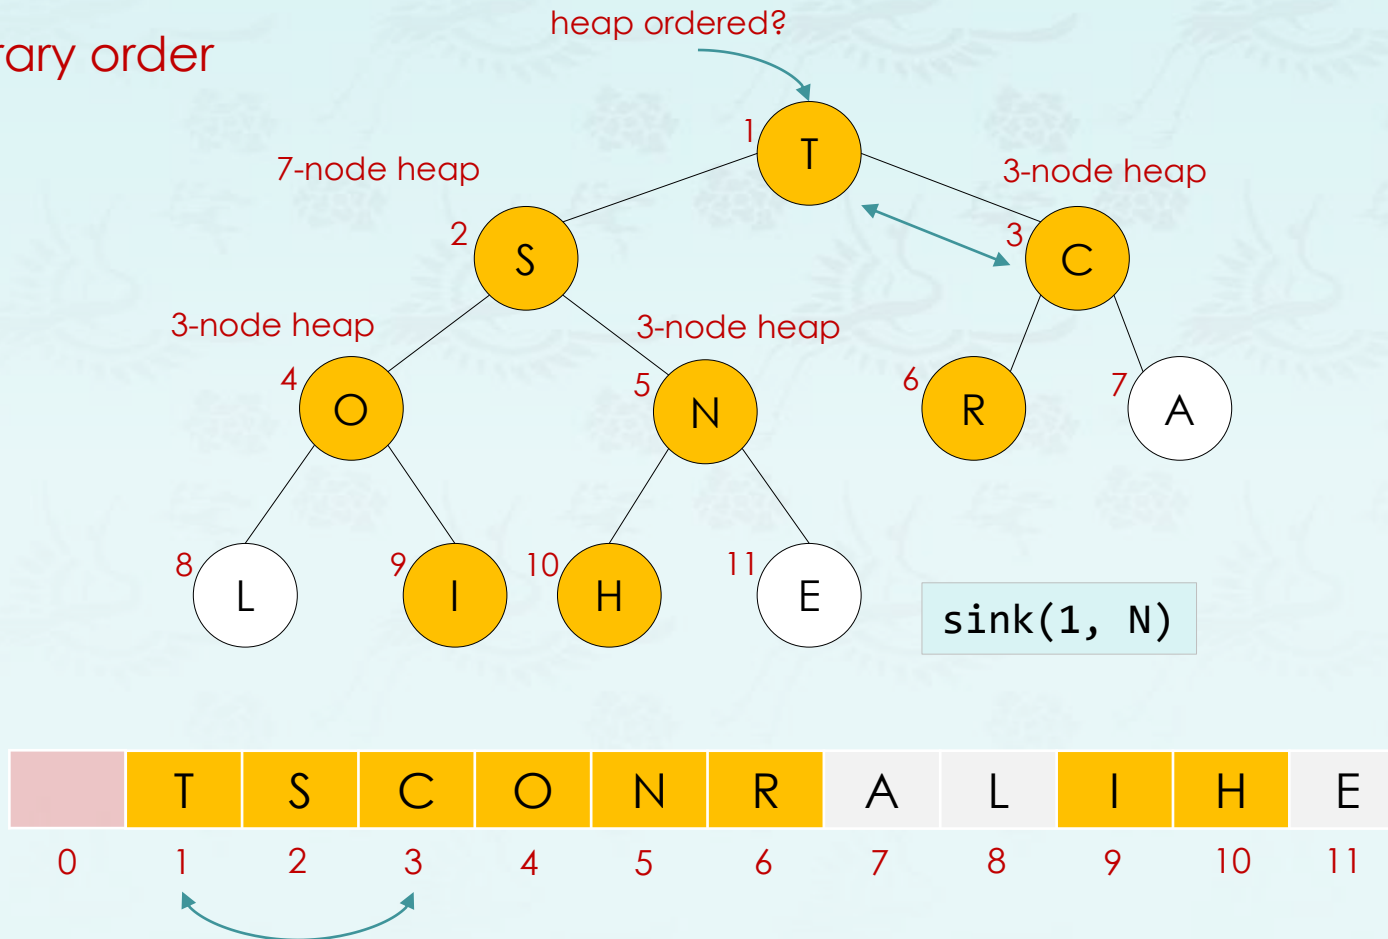 heap ordered?
rary order
1
T
7-node heap
3-node heap
2
S
3
C
3-node heap
3-node heap
4
O
5
N
6
R
7
A
8
L
9
I
10
H
11
E
sink(1, N)
T S C O N R A L I H E
0 1 2 3 4 5 6 7 8 9 10 11